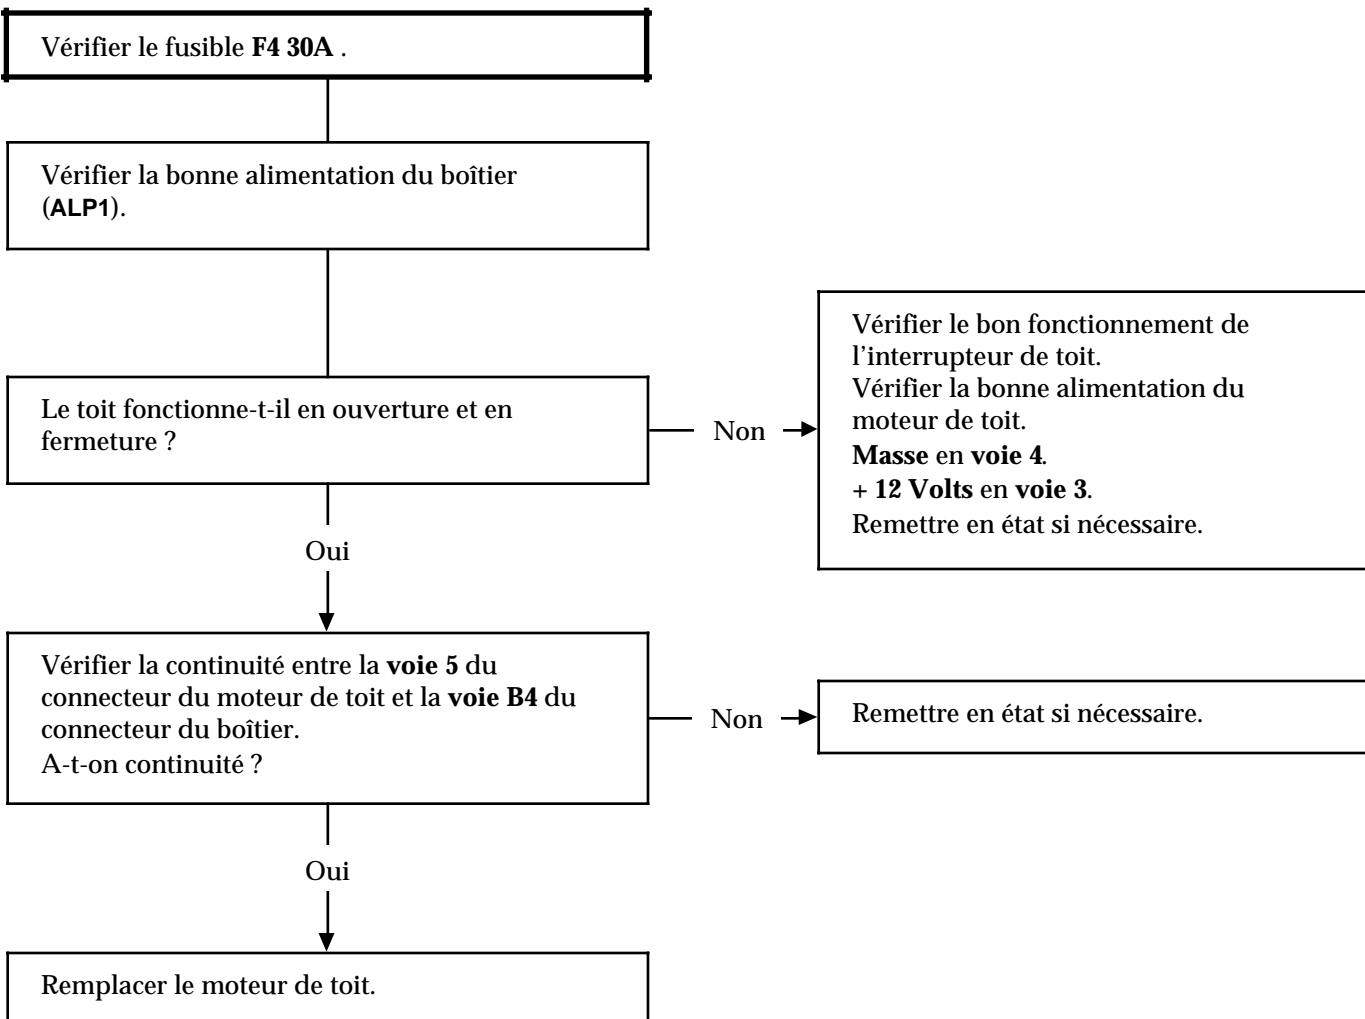 Vérifier le fusible F4 30A .
Vérifier la bonne alimentation du boîtier
(ALP1).
Le toit fonctionne-t-il en ouverture et en
fermeture ?
Non
Vérifier le bon fonctionnement de
l'interrupteur de toit.
Vérifier la bonne alimentation du
moteur de toit.
Masse en voie 4.
+ 12 Volts en voie 3.
Remettre en état si nécessaire.
Oui
Vérifier la continuité entre la voie 5 du
connecteur du moteur de toit et la voie B4 du
connecteur du boîtier.
A-t-on continuité ?
Non
Remettre en état si nécessaire.
Oui
Remplacer le moteur de toit.